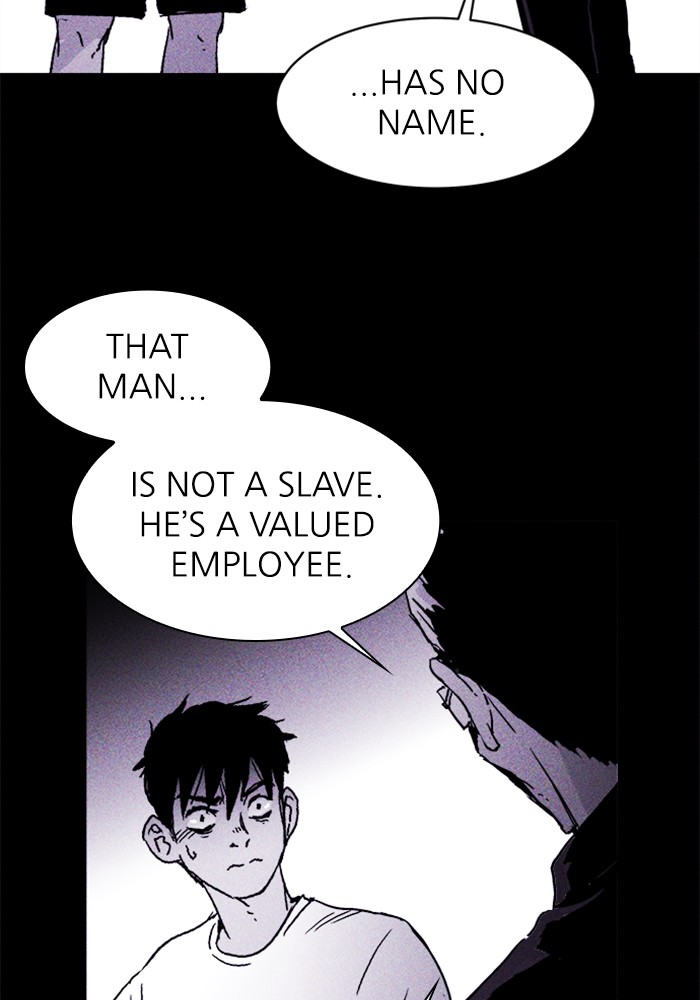 ...HAS NO
NAME.
THAT
MAN...
IS NOT A SLAVE.
HE'S A VALUED
EMPLOYEE.